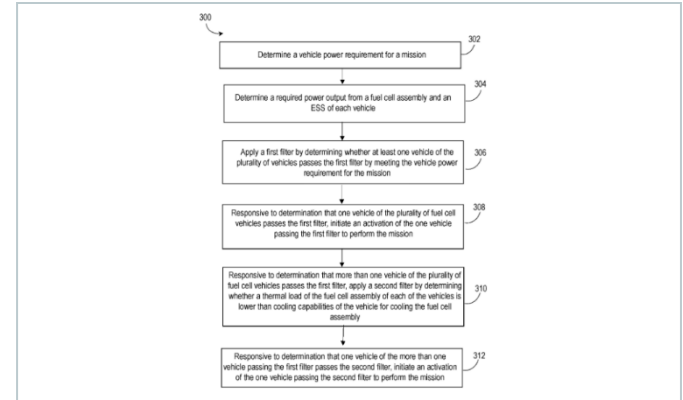 300
302
Determine a vehicle power requirement for a mission
304
Determine a required power output from a fuel cell assembly and an
ESS of each vehicle
306
Apply a first filter by determining whether at least one vehicle of the
plurality of vehicles passes the first filter by meeting the vehicle power
requirement for the mission
308
Responsive to determination that one vehicle of the plurality of fuel cell
vehicles passes the first filter, initiate an activation of the one vehicle
passing the first filter to perform the mission
310
Responsive to determination that more than one vehicle of the plurality of
fuel cell vehicles passes the first filter, apply a second filter by determining
whether a thermal load of the fuel cell assembly of each of the vehicles is
lower than cooling capabilities of the vehicle for cooling the fuel cell
assembly
312
Responsive to determination that one vehicle of the more than one
vehicle passing the first filter passes the second filter, initiate an activation
of the one vehicle passing the second filter to perform the mission